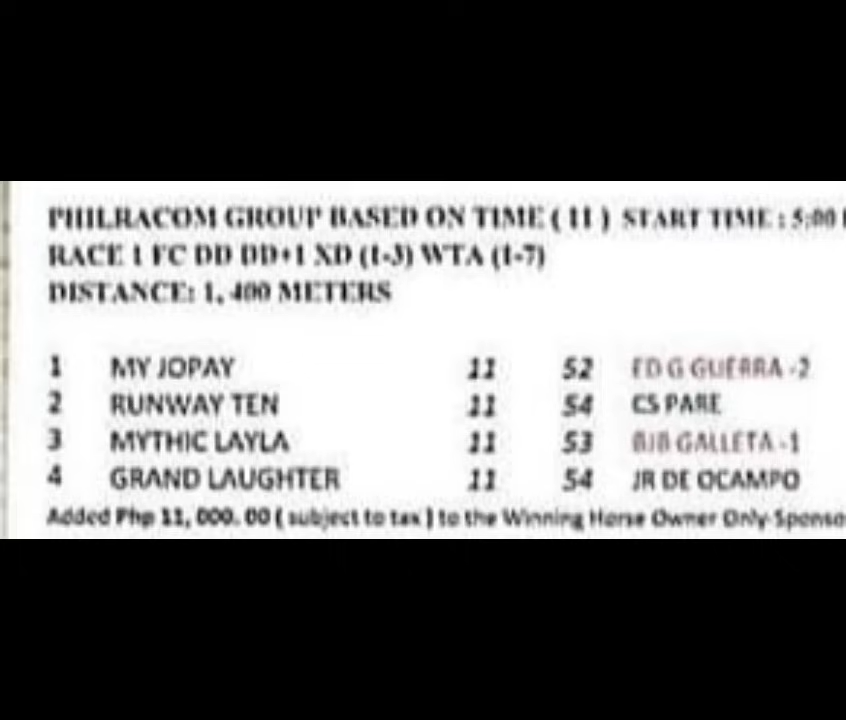 PHILRACOM GROUP BASED ON TIME ( 11 ) START TIME : 5:00
RACE 1 FC DD DD+1 XD (1-3) WTA (1-7)
DISTANCE: 1, 400 METERS
1 MY JOPAY 11 52 FD G GUERRA -2
2 RUNWAY TEN 11 54 CS PARE
3 MYTHIC LAYLA 11 53 BJB GALLETA -1
4 GRAND LAUGHTER 11 54 JR DE OCAMPO
Added Php 11, 000. 00 ( subject to tax ) to the Winning Horse Owner Only-Sponso